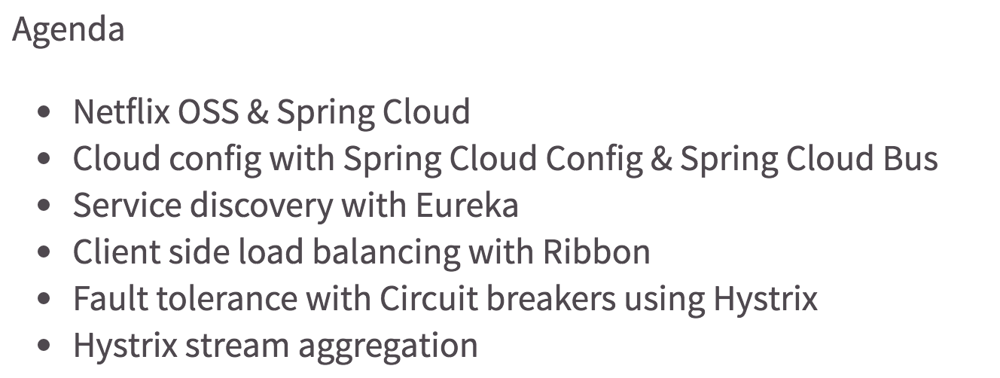 Agenda
• Netflix OSS & Spring Cloud
• Cloud config with Spring Cloud Config & Spring Cloud Bus
• Service discovery with Eureka
• Client side load balancing with Ribbon
• Fault tolerance with Circuit breakers using Hystrix
• Hystrix stream aggregation